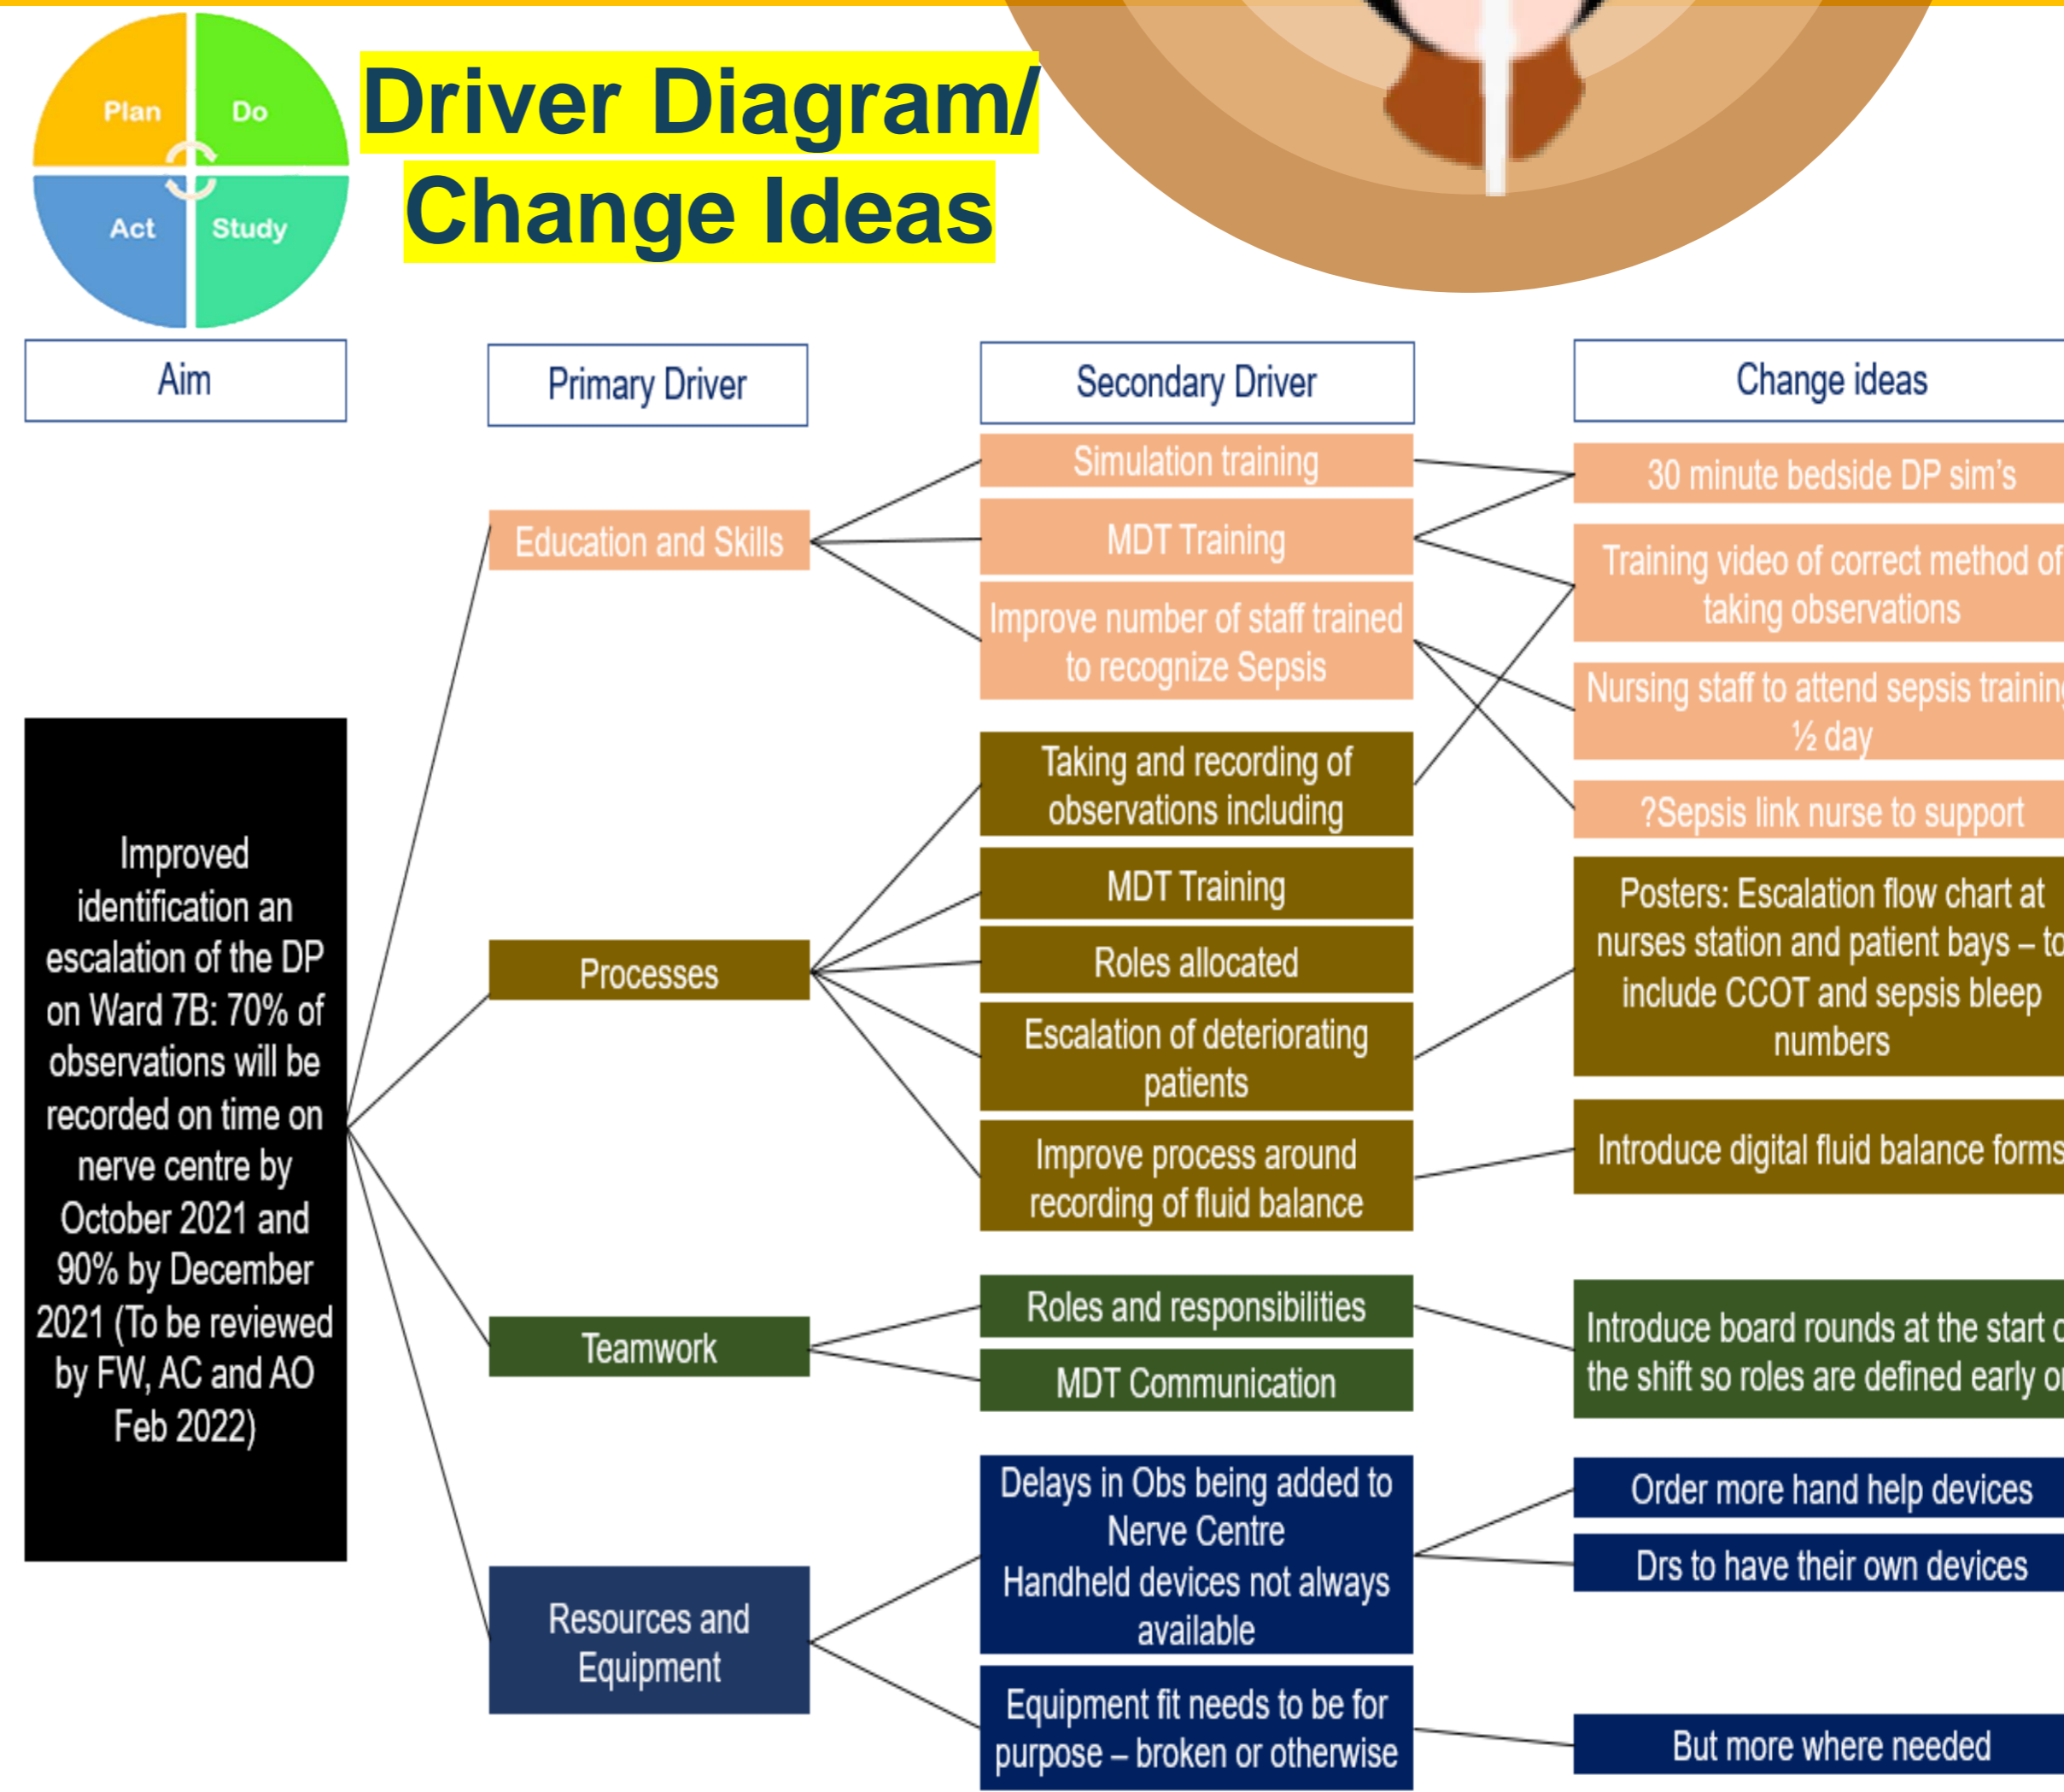 Plan
Do
Act
Study
Driver Diagram/
Change Ideas
Aim
Primary Driver
Secondary Driver
Change ideas
Improved
identification an
escalation of the DP
on Ward 7B: 70% of
observations will be
recorded on time on
nerve centre by
October 2021 and
90% by December
2021 (To be reviewed
by FW, AC and AO
Feb 2022)
Education and Skills
Processes
Teamwork
Resources and
Equipment
Simulation training
MDT Training
Improve number of staff trained
to recognize Sepsis
Taking and recording of
observations including
MDT Training
Roles allocated
Escalation of deteriorating
patients
Improve process around
recording of fluid balance
Roles and responsibilities
MDT Communication
Delays in Obs being added to
Nerve Centre
Handheld devices not always
available
Equipment fit needs to be for
purpose – broken or otherwise
30 minute bedside DP sim's
Training video of correct method of
taking observations
Nursing staff to attend sepsis training
½ day
?Sepsis link nurse to support
Posters: Escalation flow chart at
nurses station and patient bays – to
include CCOT and sepsis bleep
numbers
Introduce digital fluid balance forms
Introduce board rounds at the start
the shift so roles are defined early
Order more hand help devices
Drs to have their own devices
But more where needed